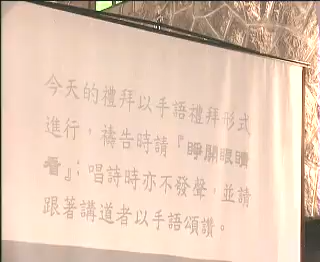 今天的禮拜以手語禮拜形式
進行，禱告時請『睜開眼睛
看』；唱詩時亦不發聲，並請
跟著講道者以手語頌讚。